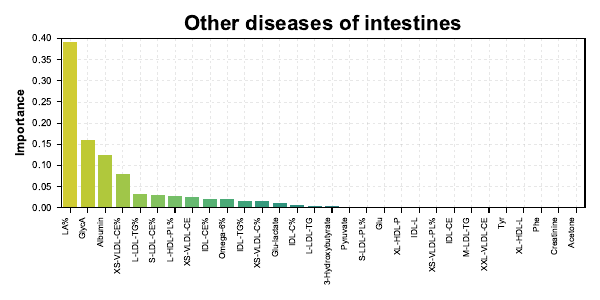 Other diseases of intestines
Importance
0.40
0.35
0.30
0.25
0.20
0.15
0.10
0.05
0.00
LA%
GlycA
Albumin
XS-VLDL-CE%
L-LDL-TG%
S-LDL-CE%
L-HDL-PL%
XS-VLDL-CE
IDL-CE%
Omega-6%
IDL-TG%
XS-VLDL-C%
Glu-lactate
IDL-C%
L-LDL-TG
3-Hydroxybutyrate
Pyruvate
S-LDL-PL%
Glu
XL-HDL-P
IDL-L
XS-VLDL-PL%
IDL-CE
M-LDL-TG
XXL-VLDL-CE
Tyr
XL-HDL-L
Phe
Creatinine
Acetone